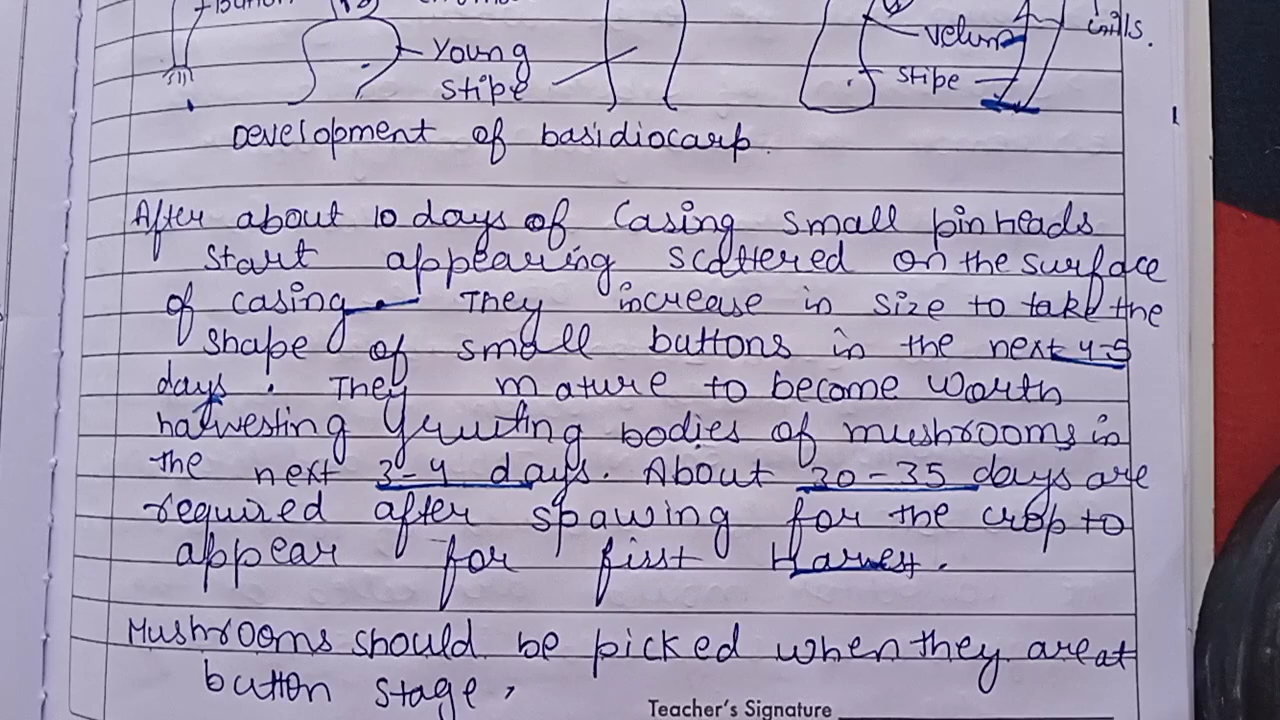 Button
Young
stipe
velum
gills.
stipe
Development of basidiocarp.
After about 10 days of Casing small pin heads
start appearing scattered on the surface
of casing They increase in size to take the
shape of small buttons in the next 4-5
days. They mature to become worth
harwesting fruiting bodies of mushrooms in
the next 3-4 days. About 30-35 days are
required after spawing for the crop to
appear for first Harvest.
Mushrooms should be picked when they are at
button stage,
Teacher's Signature